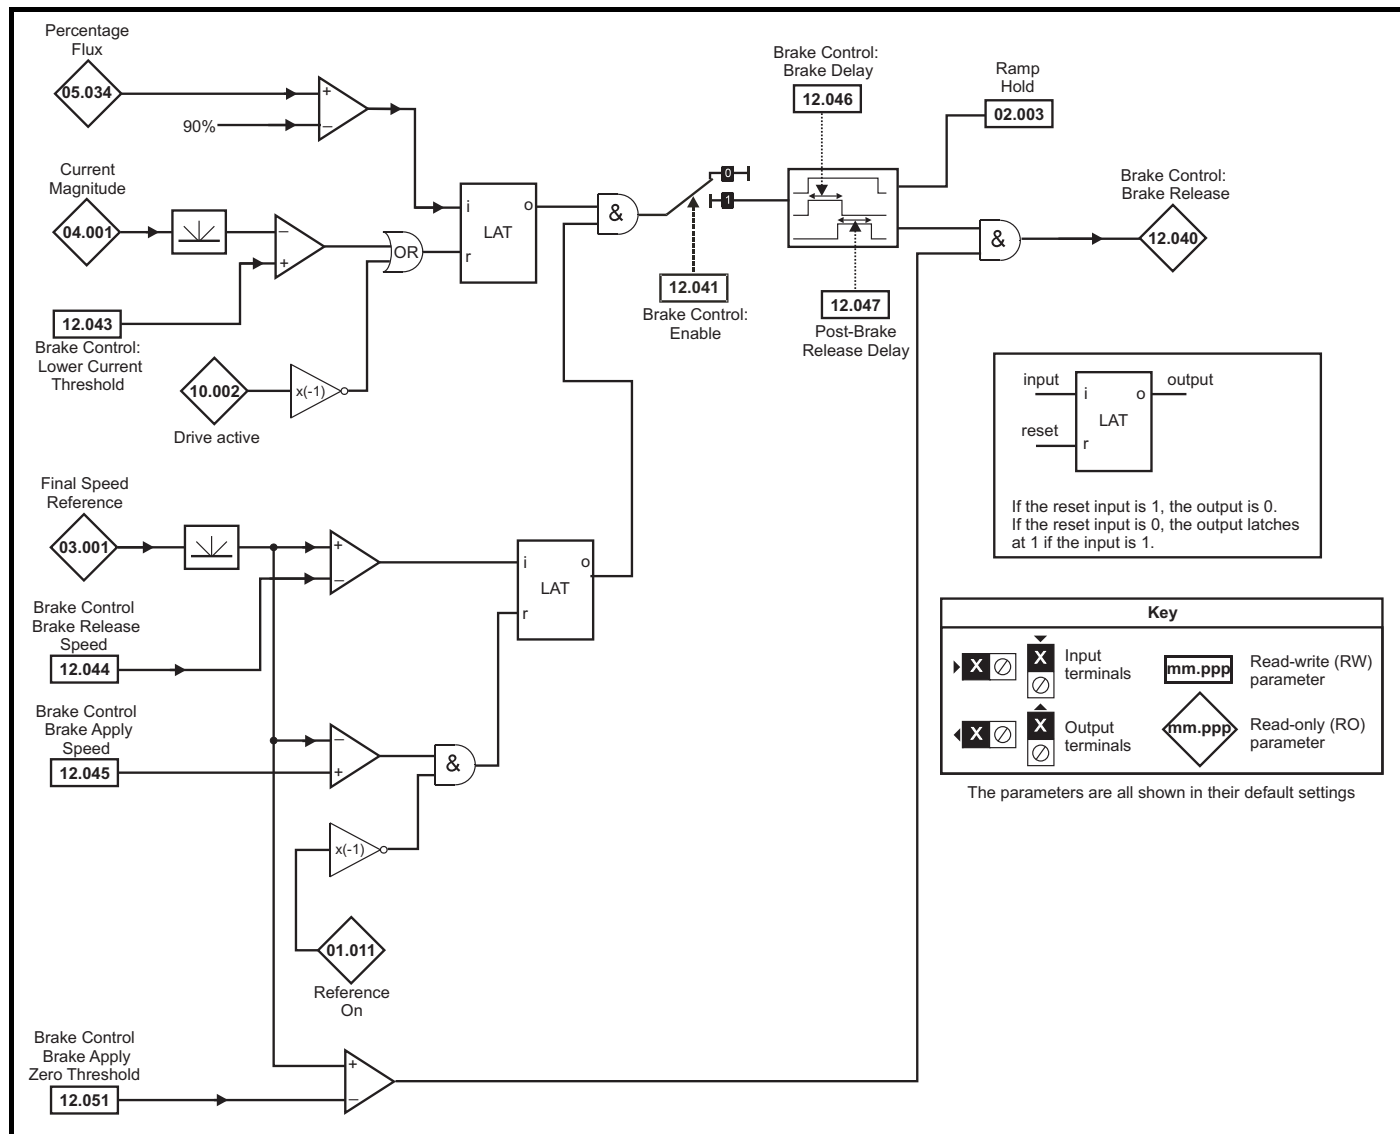 Percentage
Flux
05.034
+
90%
–
Current
Magnitude
04.001
–
+
OR
12.043
Brake Control:
Lower Current
Threshold
10.002
x(-1)
Drive active
i
o
LAT
r
&
0
1
12.041
Brake Control:
Enable
Brake Control:
Brake Delay
12.046
12.047
Post-Brake
Release Delay
Ramp
Hold
02.003
&
Brake Control:
Brake Release
12.040
Final Speed
Reference
03.001
+
–
i
o
LAT
r
Brake Control
Brake Release
Speed
12.044
Brake Control
Brake Apply
Speed
12.045
–
+
&
x(-1)
01.011
Reference
On
Brake Control
Brake Apply
Zero Threshold
12.051
+
–
input
output
i
o
LAT
reset
r
If the reset input is 1, the output is 0.
If the reset input is 0, the output latches
at 1 if the input is 1.
Key
X
X
Input
terminals
mm.ppp
Read-write (RW)
parameter
X
X
Output
terminals
mm.ppp
Read-only (RO)
parameter
The parameters are all shown in their default settings